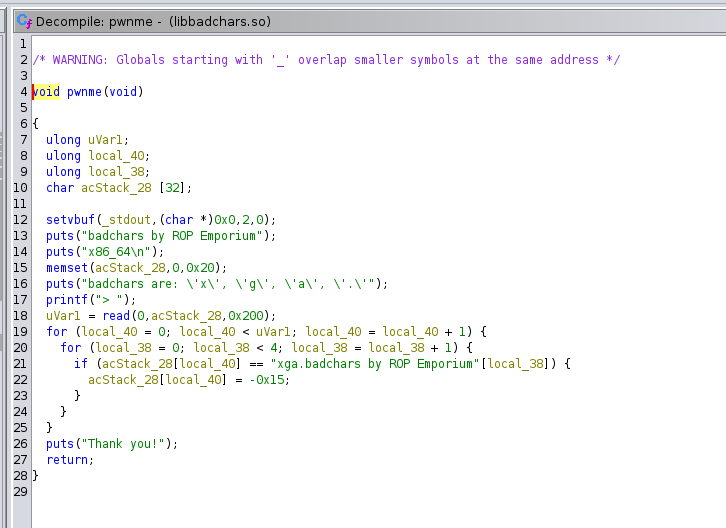 Decompile: pwnme - (libbadchars.so)
1
2 /* WARNING: Globals starting with '_' overlap smaller symbols at the same address */
3
4 void pwnme(void)
5
6 {
7   ulong uVar1;
8   ulong local_40;
9   ulong local_38;
10   char acStack_28 [32];
11
12   setvbuf(_stdout,(char *)0x0,2,0);
13   puts("badchars by ROP Emporium");
14   puts("x86_64\n");
15   memset(acStack_28,0,0x20);
16   puts("badchars are: \'x\', \'g\', \'a\', \'.\'");
17   printf("> ");
18   uVar1 = read(0,acStack_28,0x200);
19   for (local_40 = 0; local_40 < uVar1; local_40 = local_40 + 1) {
20     for (local_38 = 0; local_38 < 4; local_38 = local_38 + 1) {
21       if (acStack_28[local_40] == "xga.badchars by ROP Emporium"[local_38]) {
22         acStack_28[local_40] = -0x15;
23       }
24     }
25   }
26   puts("Thank you!");
27   return;
28 }
29